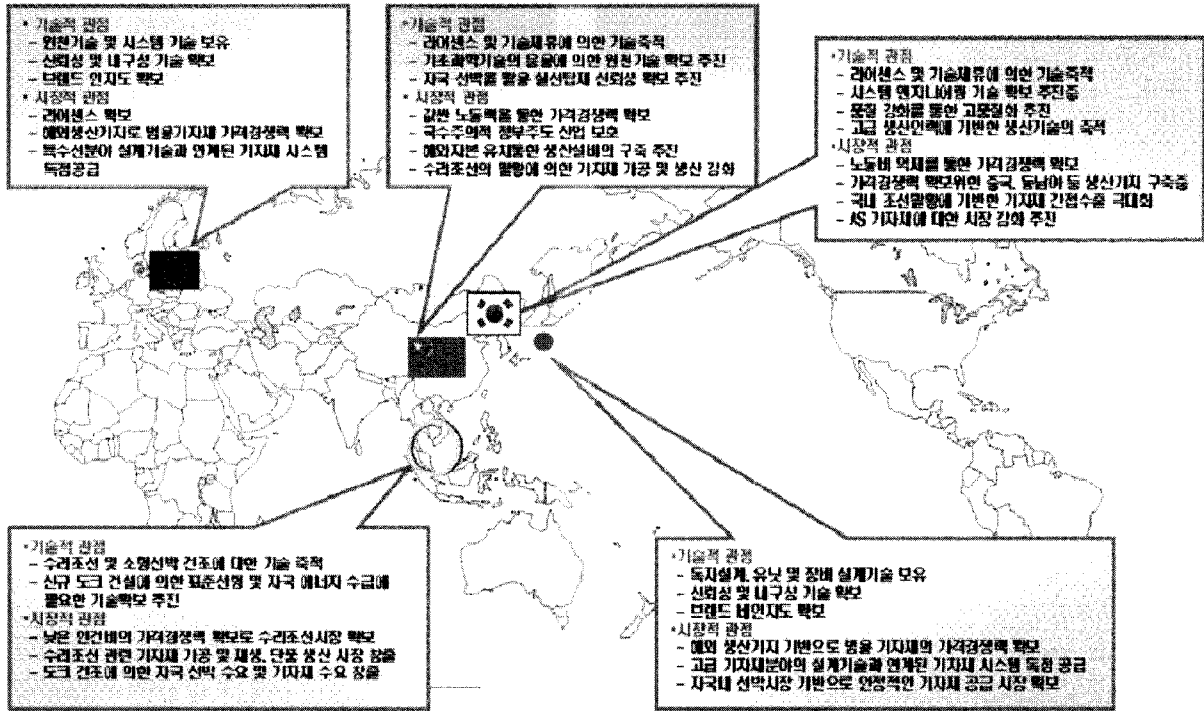 • 기술적 관점
– 원천기술 및 시스템 기술 보유
– 신뢰성 및 내구성 기술 확보
– 브랜드 인지도 확보
• 시장적 관점
– 라이센스 확보
– 해외생산기지로 범용기자재 가격경쟁력 확보
– 특수선분야 설계기술과 연계된 기자재 시스템
독점공급
• 기술적 관점
– 라이센스 및 기술제휴에 의한 기술축적
– 기초과학기술의 응용에 의한 원천기술 확보 추진
– 자국 선박을 활용 실선탑재 신뢰성 확보 추진
• 시장적 관점
– 값싼 노동력을 통한 가격경쟁력 확보
– 국수주의적 정부주도 산업 보호
– 해외자본 유치통한 생산설비의 구축 추진
– 수리조선의 활황에 의한 기자재 가공 및 생산 강화
• 기술적 관점
– 라이센스 및 기술제휴에 의한 기술축적
– 시스템 엔지니어링 기술 확보 추진중
– 품질 강화를 통한 고품질화 추진
– 고급 생산인력에 기반한 생산기술의 축적
• 시장적 관점
– 노동비 억제를 통한 가격경쟁력 확보
– 가격경쟁력 확보위한 중국, 동남아 등 생산기지 구축중
– 국내 조선활황에 기반한 기자재 간접수출 극대화
– AS 기자재에 대한 시장 강화 추진
• 기술적 관점
– 수리조선 및 소형선박 건조에 대한 기술 축적
– 신규 도크 건설에 의한 표준선형 및 자국 에너지 수급에
필요한 기술확보 추진
• 시장적 관점
– 낮은 인건비의 가격경쟁력 확보로 수리조선시장 확보
– 수리조선 관련 기자재 가공 및 재생, 단품 생산 시장 창출
– 도크 건조에 의한 자국 선박 수요 및 기자재 수요 창출
• 기술적 관점
– 독자설계, 유닛 및 장비 설계기술 보유
– 신뢰성 및 내구성 기술 확보
– 브랜드 네인지도 확보
• 시장적 관점
– 해외 생산기지 기반으로 범용 기자재의 가격경쟁력 확보
– 고급 기자재분야의 설계기술과 연계된 기자재 시스템 독점 공급
– 자국내 선박시장 기반으로 안정적인 기자재 공급 시장 확보